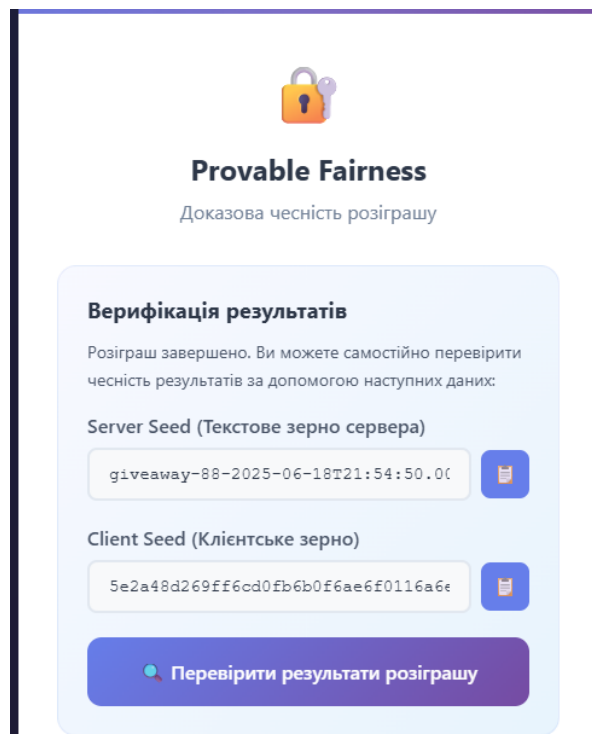 Provable Fairness
Доказова чесність розіграшу
Верифікація результатів
Розіграш завершено. Ви можете самостійно перевірити
чесність результатів за допомогою наступних даних:
Server Seed (Текстове зерно сервера)
giveaway-88-2025-06-18T21:54:50.00
Client Seed (Клієнтське зерно)
5e2a48d269ff6cd0fb6b0f6ae6f0116a6e
Перевірити результати розіграшу